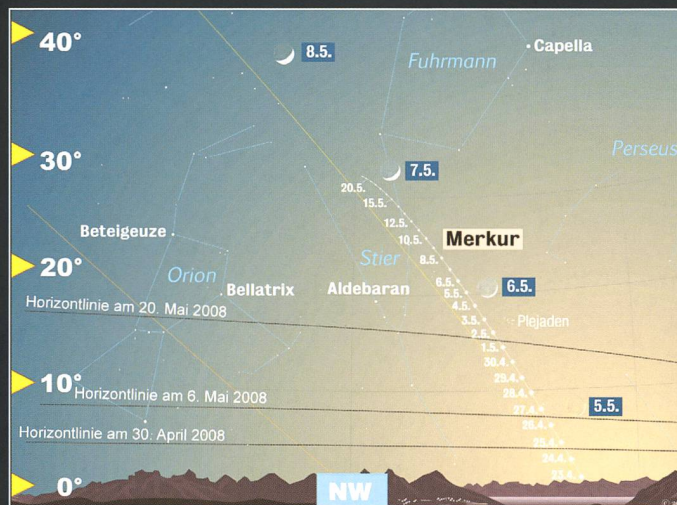 40°
8.5.
Capella
Fuhrmann
30°
7.5.
Perseus
20.5.
15.5.
12.5.
Beteigeuze
10.5.
Merkur
Stier
8.5.
20°
Orion
Bellatrix
Aldebaran
6.5.
6.5.
5.5.
4.5.
Horizontlinie am 20. Mai 2008
3.5.
Plejaden
2.5.
1.5.
30.4.
10°
29.4.
28.4.
Horizontlinie am 6. Mai 2008
27.4.
5.5.
26.4.
Horizontlinie am 30. April 2008
25.4.
24.4.
23.4.
0°
NW